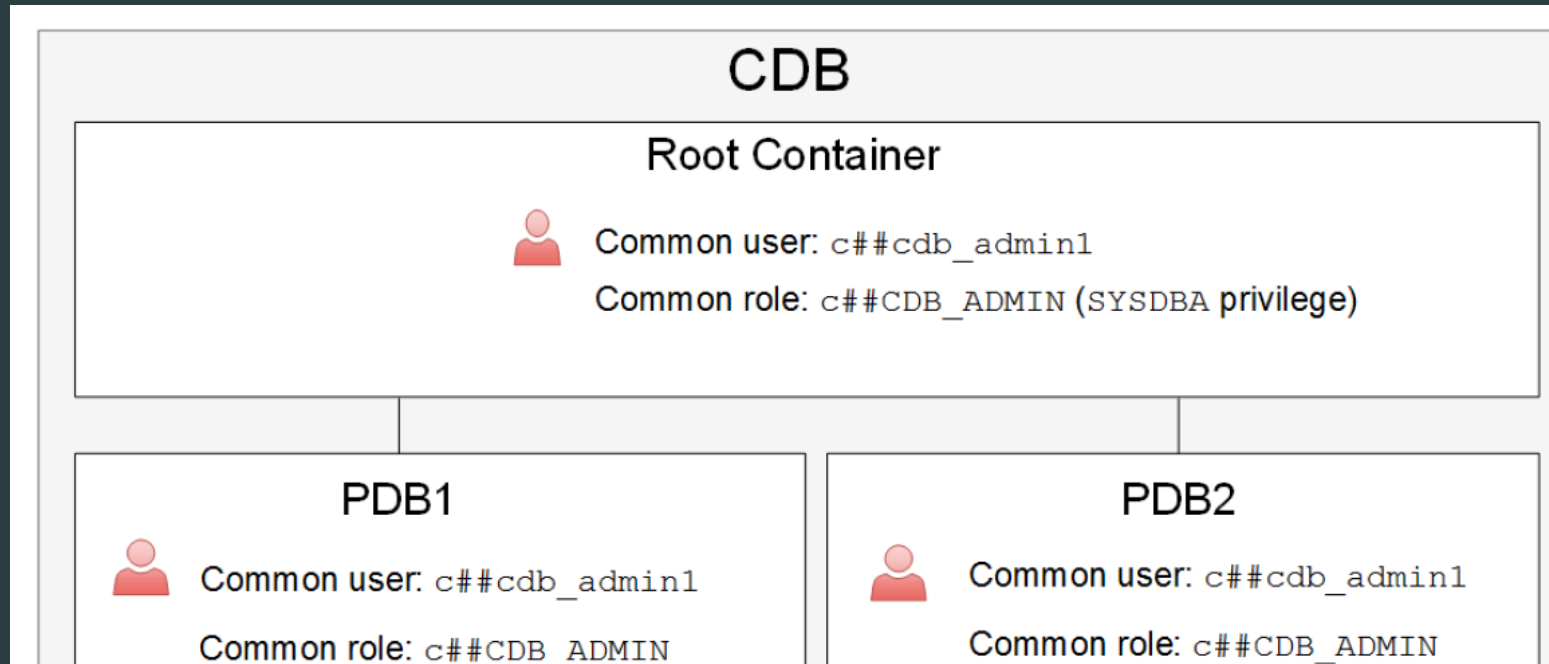 CDB
Root Container
Common user: c##cdb_admin1
Common role: c##CDB_ADMIN (SYSDBA privilege)
PDB1
Common user: c##cdb_admin1
Common role: c##CDB_ADMIN
PDB2
Common user: c##cdb_admin1
Common role: c##CDB_ADMIN